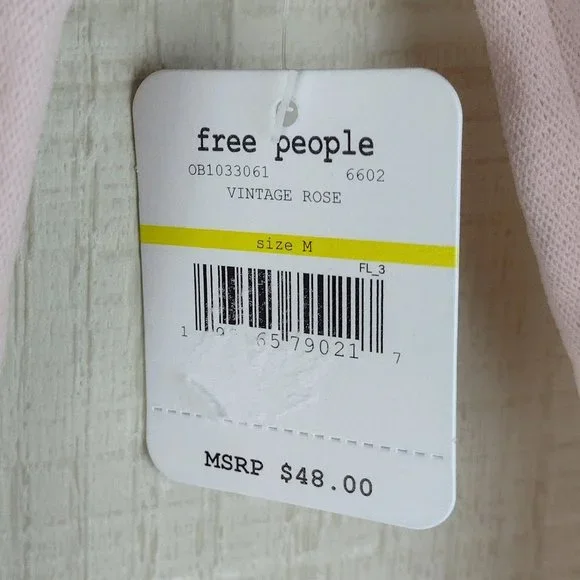 free people
OB1033061 6602
VINTAGE ROSE
size M
FL_3
1 65 79021 7
MSRP $48.00